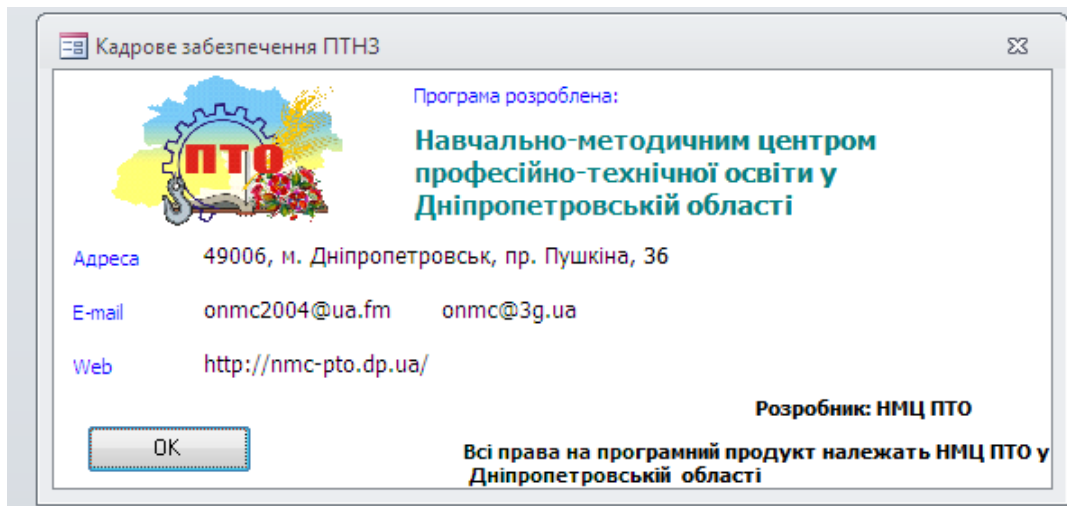 Кадрове забезпечення ПТНЗ
ПТО
Програма розроблена:
Навчально-методичним центром
професійно-технічної освіти у
Дніпропетровській області
Адреса 49006, м. Дніпропетровськ, пр. Пушкіна, 36
E-mail onmc2004@ua.fm onmc@3g.ua
Web http://nmc-pto.dp.ua/
Розробник: НМЦ ПТО
OK
Всі права на програмний продукт належать НМЦ ПТО у
Дніпропетровській області